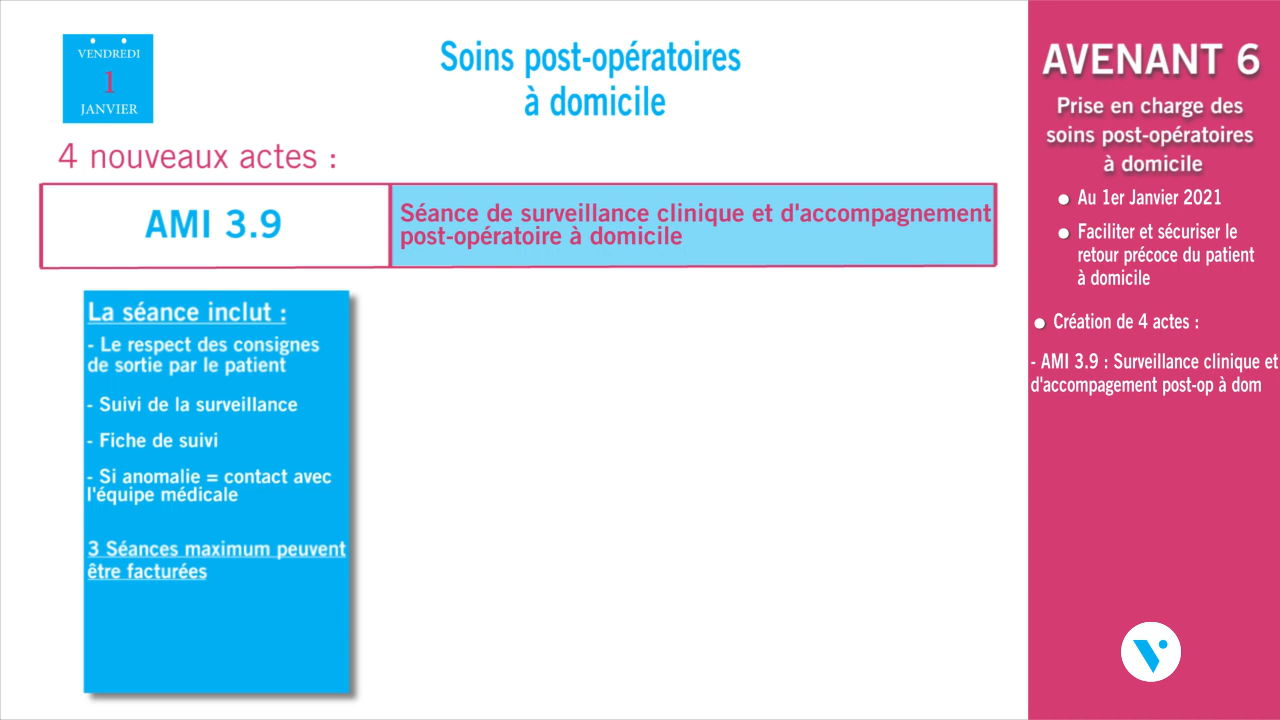 VENDREDI
1
JANVIER
Soins post-opératoires
à domicile
4 nouveaux actes :
AMI 3.9
Séance de surveillance clinique et d'accompagnement
post-opératoire à domicile
La séance inclut :
- Le respect des consignes
de sortie par le patient
- Suivi de la surveillance
- Fiche de suivi
- Si anomalie = contact avec
l'équipe médicale
3 Séances maximum peuvent
être facturées
AVENANT 6
Prise en charge des
soins post-opératoires
à domicile
Au 1er Janvier 2021
Faciliter et sécuriser le
retour précoce du patient
à domicile
Création de 4 actes :
- AMI 3.9 : Surveillance clinique et
d'accompagement post-op à dom